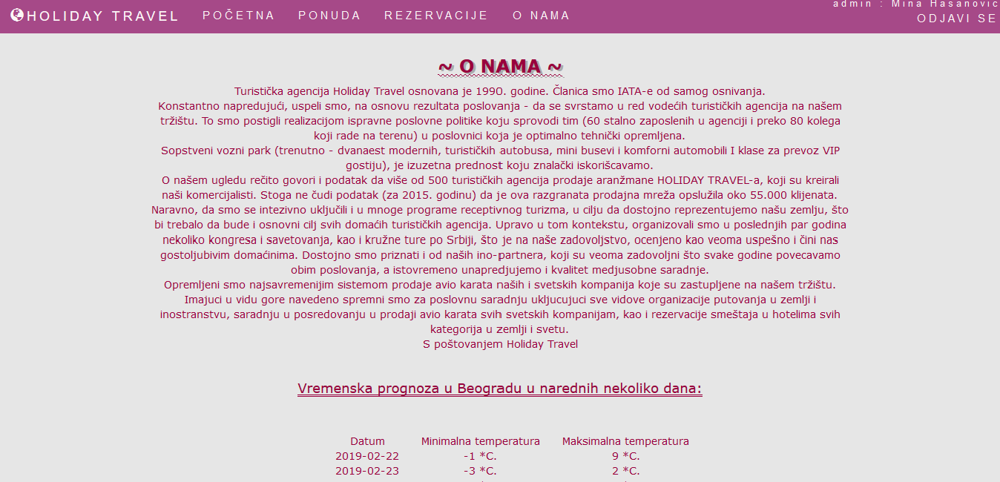 HOLIDAY TRAVEL POČETNA PONUDA REZERVACIJE O NAMA admin : Mina Hasanovic
ODJAVI SE
~ O NAMA ~
Turistička agencija Holiday Travel osnovana je 1990. godine. Članica smo IATA-e od samog osnivanja.
Konstantno napredujući, uspeli smo, na osnovu rezultata poslovanja - da se svrstamo u red vodećih turističkih agencija na našem
tržištu. To smo postigli realizacijom ispravne poslovne politike koju sprovodi tim (60 stalno zaposlenih u agenciji i preko 80 kolega
koji rade na terenu) u poslovnici koja je optimalno tehnički opremljena.
Sopstveni vozni park (trenutno - dvanaest modernih, turističkih autobusa, mini busevi i komforni automobili I klase za prevoz VIP
gostiju), je izuzetna prednost koju znalački iskorišcavamo.
O našem ugledu rečito govori i podatak da više od 500 turističkih agencija prodaje aranžmane HOLIDAY TRAVEL-a, koji su kreirali
naši komercijalisti. Stoga ne čudi podatak (za 2015. godinu) da je ova razgranata prodajna mreža opslužila oko 55.000 klijenata.
Naravno, da smo se intezivno uključili i u mnoge programe receptivnog turizma, u cilju da dostojno reprezentujemo našu zemlju, što
bi trebalo da bude i osnovni cilj svih domaćih turističkih agencija. Upravo u tom kontekstu, organizovali smo u poslednjih par godina
nekoliko kongresa i savetovanja, kao i kružne ture po Srbiji, što je na naše zadovoljstvo, ocenjeno kao veoma uspešno i čini nas
gostoljubivim domaćinima. Dostojno smo priznati i od naših ino-partnera, koji su veoma zadovoljni što svake godine povecavamo
obim poslovanja, a istovremeno unapredjujemo i kvalitet medjusobne saradnje.
Opremljeni smo najsavremenijim sistemom prodaje avio karata naših i svetskih kompanija koje su zastupljene na našem tržištu.
Imajuci u vidu gore navedeno spremni smo za poslovnu saradnju ukljucujuci sve vidove organizacije putovanja u zemlji i
inostranstvu, saradnju u posredovanju u prodaji avio karata svih svetskih kompanijam, kao i rezervacije smeštaja u hotelima svih
kategorija u zemlji i svetu.
S poštovanjem Holiday Travel
Vremenska prognoza u Beogradu u narednih nekoliko dana:
Datum Minimalna temperatura Maksimalna temperatura
2019-02-22 -1 *C. 9 *C.
2019-02-23 -3 *C. 2 *C.